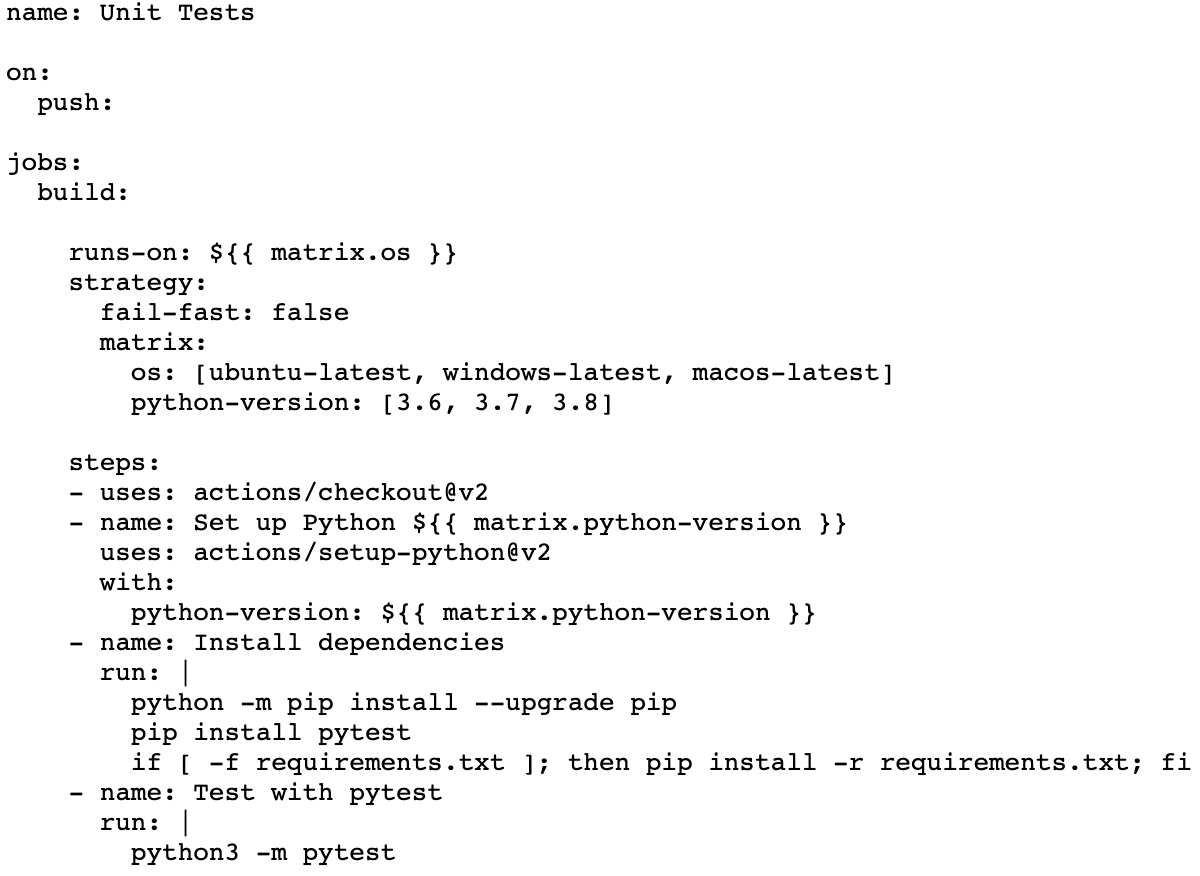 name: Unit Tests

on:
  push:

jobs:
  build:

    runs-on: ${{ matrix.os }}
    strategy:
      fail-fast: false
      matrix:
        os: [ubuntu-latest, windows-latest, macos-latest]
        python-version: [3.6, 3.7, 3.8]

    steps:
    - uses: actions/checkout@v2
    - name: Set up Python ${{ matrix.python-version }}
      uses: actions/setup-python@v2
      with:
        python-version: ${{ matrix.python-version }}
    - name: Install dependencies
      run: |
        python -m pip install --upgrade pip
        pip install pytest
        if [ -f requirements.txt ]; then pip install -r requirements.txt; fi
    - name: Test with pytest
      run: |
        python3 -m pytest